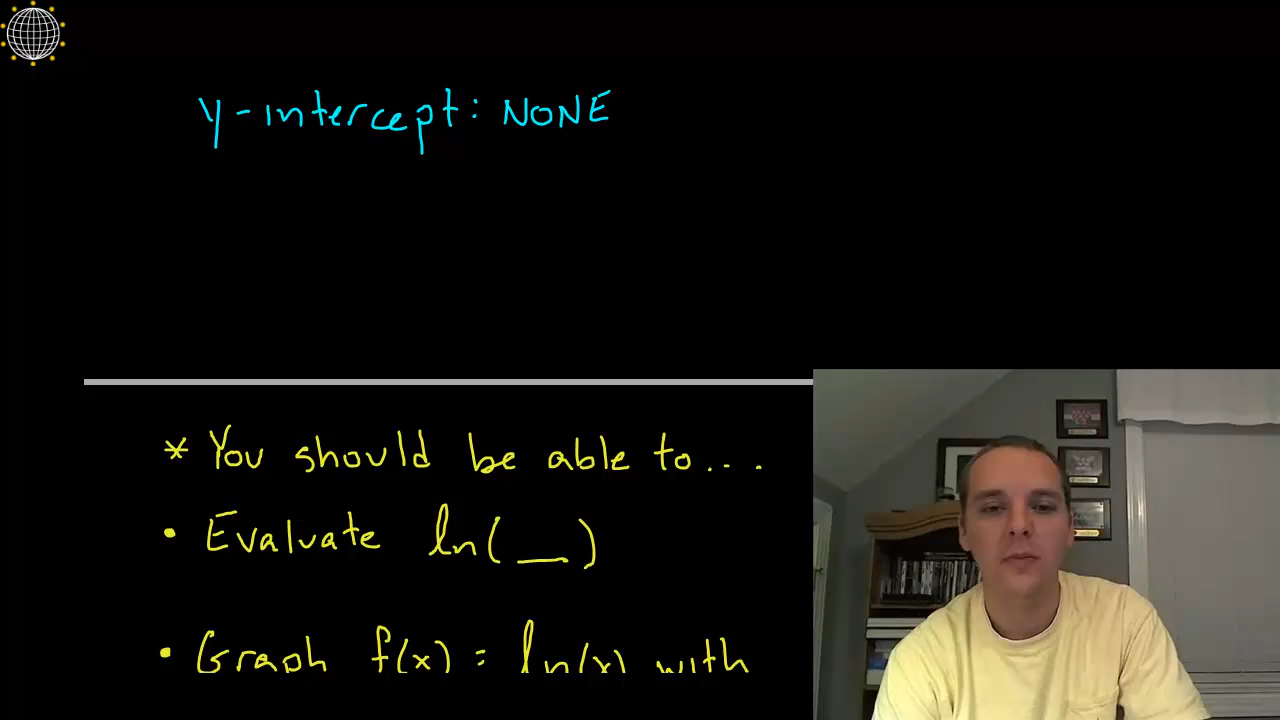 y-intercept: NONE
* You should be able to...
• Evaluate ln( __ )
• Graph f(x) = ln(x) with